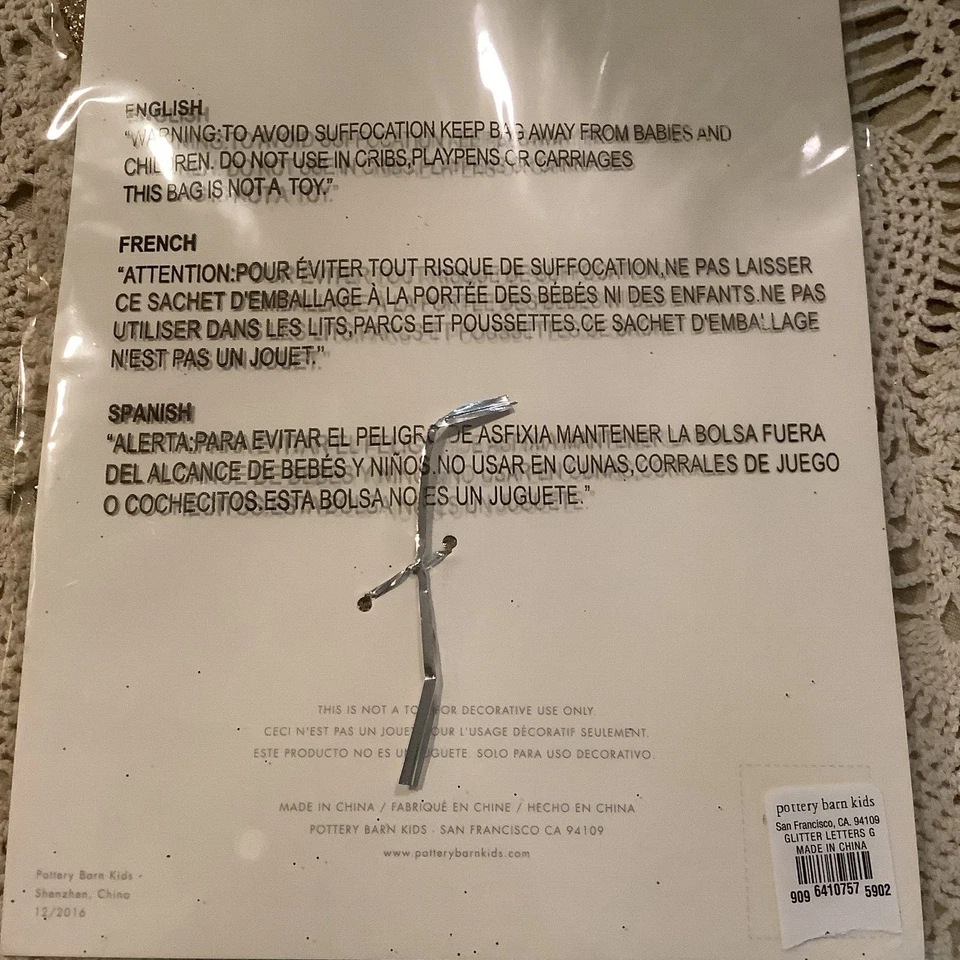 ENGLISH
"WARNING:TO AVOID SUFFOCATION KEEP BAG AWAY FROM BABIES AND
CHILDREN. DO NOT USE IN CRIBS,PLAYPENS OR CARRIAGES
THIS BAG IS NOT A TOY."
FRENCH
"ATTENTION:POUR ÉVITER TOUT RISQUE DE SUFFOCATION,NE PAS LAISSER
CE SACHET D'EMBALLAGE À LA PORTÉE DES BÉBÉS NI DES ENFANTS.NE PAS
UTILISER DANS LES LITS,PARCS ET POUSSETTES.CE SACHET D'EMBALLAGE
N'EST PAS UN JOUET."
SPANISH
"ALERTA:PARA EVITAR EL PELIGRO DE ASFIXIA MANTENER LA BOLSA FUERA
DEL ALCANCE DE BEBÉS Y NIÑOS.NO USAR EN CUNAS,CORRALES DE JUEGO
O COCHECITOS.ESTA BOLSA NO ES UN JUGUETE."
THIS IS NOT A TOY FOR DECORATIVE USE ONLY.
CECI N'EST PAS UN JOUET POUR L'USAGE DÉCORATIF SEULEMENT.
ESTE PRODUCTO NO ES UN JUGUETE. SOLO PARA USO DECORATIVO.
MADE IN CHINA / FABRIQUÉ EN CHINE / HECHO EN CHINA
POTTERY BARN KIDS · SAN FRANCISCO CA 94109
www.potterybarnkids.com
Pottery Barn Kids -
Shenzhen, China
12/2016
pottery barn kids
San Francisco, CA. 94109
GLITTER LETTERS G
MADE IN CHINA
909 6410757 5902